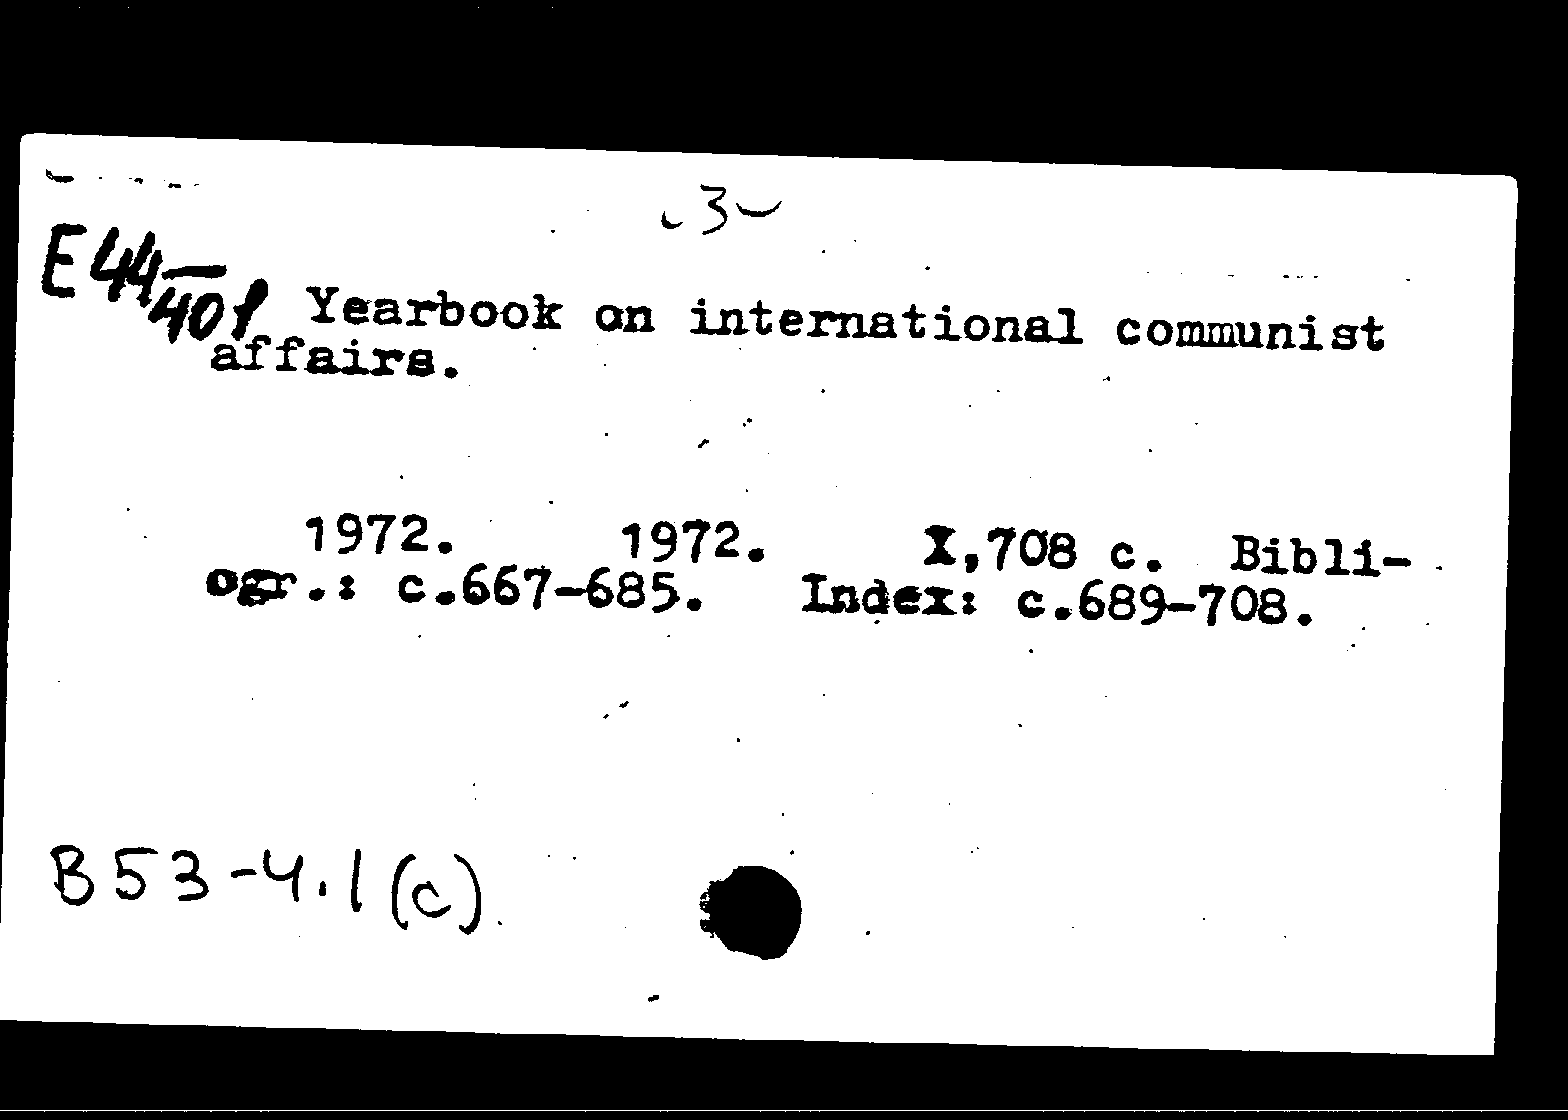 3
E44
401
Yearbook on international communist
affairs.
1972. 1972. X,708 c. Bibli-
ogr.: c.667-685. Index: c.689-708.
B53-4.1(c)